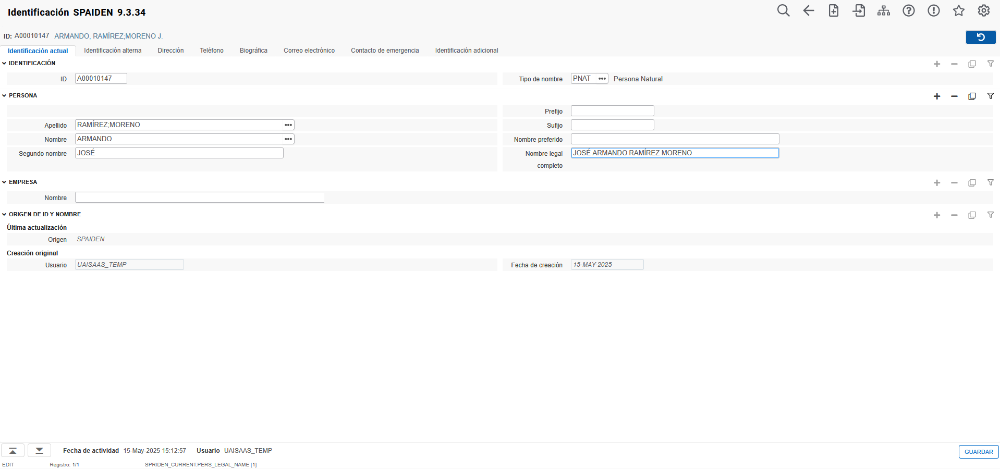 Identificación SPAIDEN 9.3.34
ID: A00010147 ARMANDO, RAMÍREZ;MORENO J.
Identificación actual Identificación alterna Dirección Teléfono Biográfica Correo electrónico Contacto de emergencia Identificación adicional
IDENTIFICACIÓN
ID A00010147 Tipo de nombre PNAT ••• Persona Natural
PERSONA
Prefijo
Apellido RAMÍREZ;MORENO ••• Sufijo
Nombre ARMANDO ••• Nombre preferido
Segundo nombre JOSÉ Nombre legal JOSÉ ARMANDO RAMÍREZ MORENO
completo
EMPRESA
Nombre
ORIGEN DE ID Y NOMBRE
Última actualización
Origen SPAIDEN
Creación original
Usuario UAISAAS_TEMP Fecha de creación 15-MAY-2025
Fecha de actividad 15-May-2025 15:12:57 Usuario UAISAAS_TEMP GUARDAR
EDIT Registro: 1/1 SPRIDEN_CURRENT.PERS_LEGAL_NAME [1]